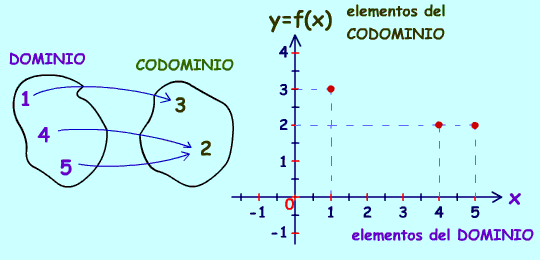 DOMINIO
CODOMINIO
1
4
5
3
2
y=f(x)
elementos del
CODOMINIO
4
3
2
1
0
-1
-1
1
2
3
4
5
x
elementos del DOMINIO